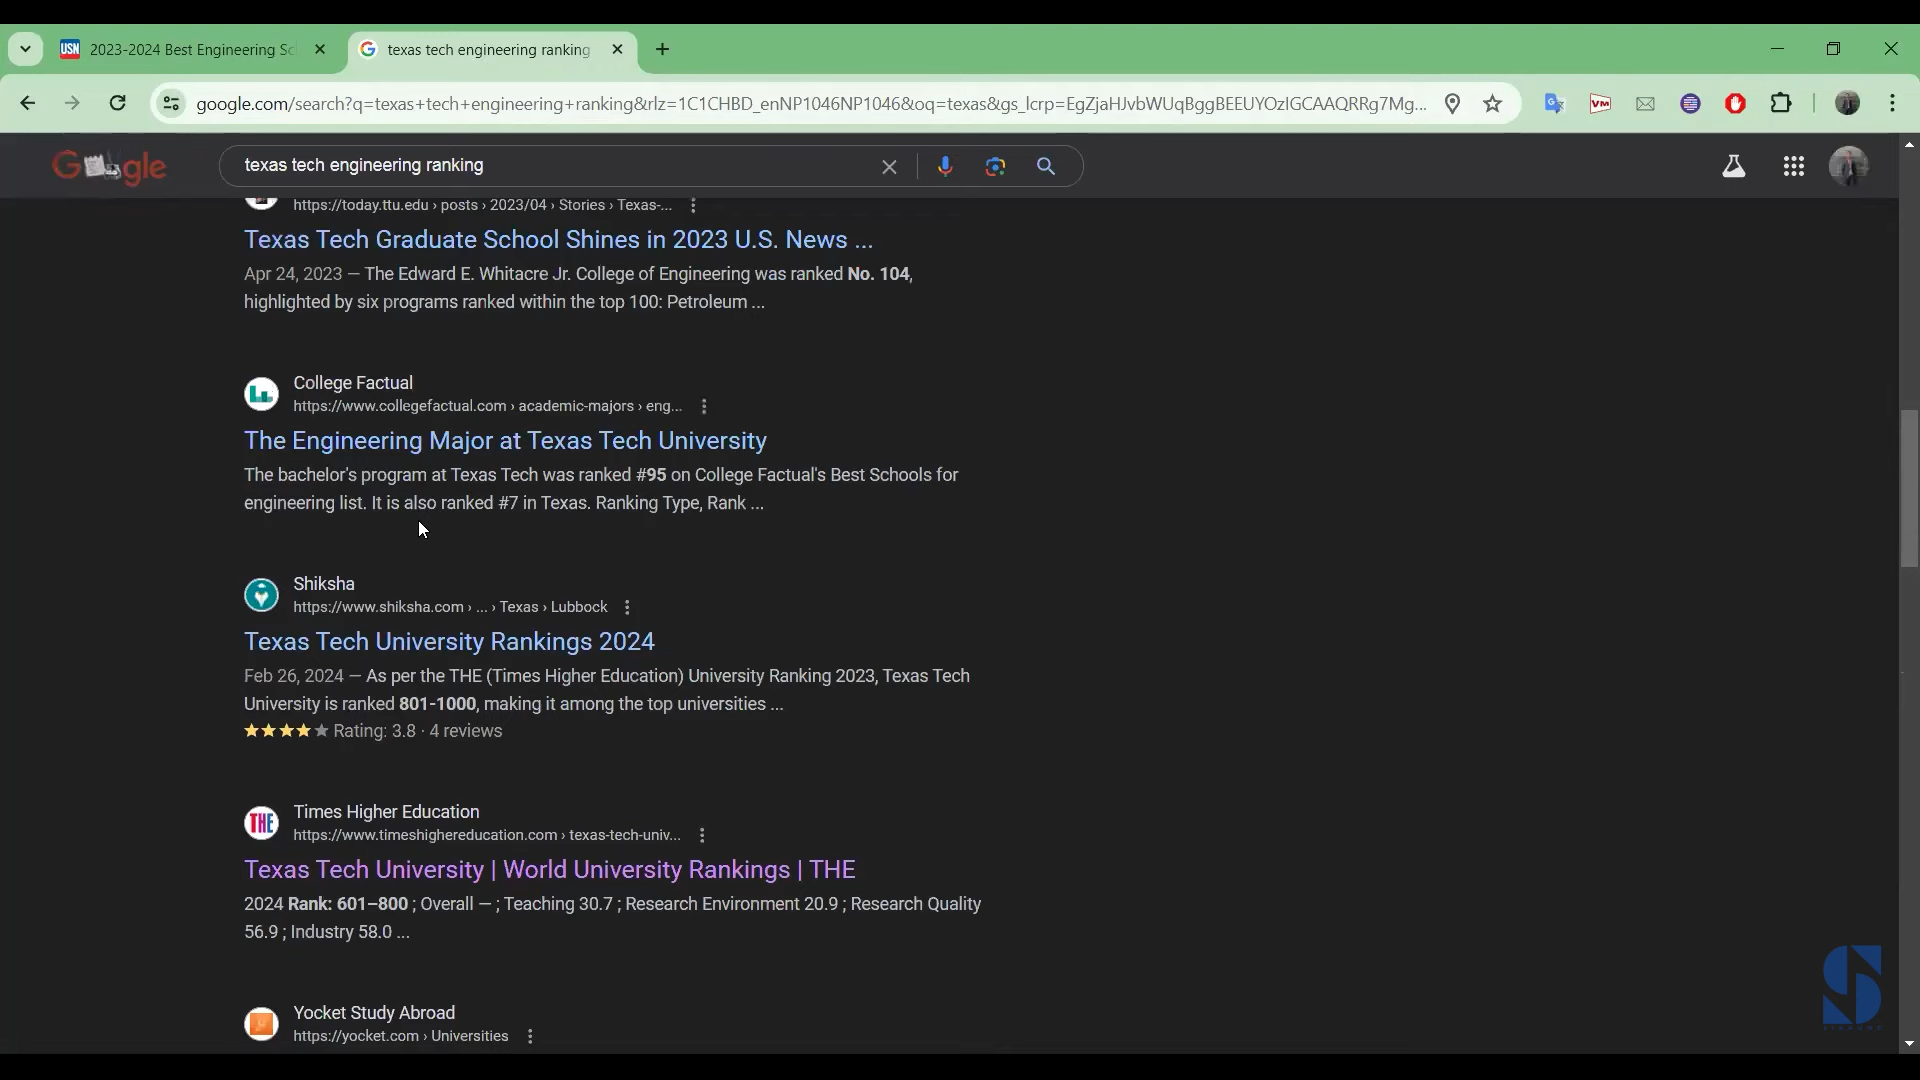 USN
2023-2024 Best Engineering Sc
texas tech engineering ranking
google.com/search?q=texas+tech+engineering+ranking&rlz=1C1CHBD_enNP1046NP1046&oq=texas&gs_lcrp=EgZjaHJvbWUqBggBEEUYOzIGCAAQRRg7Mg...
VM
Google
texas tech engineering ranking
https://today.ttu.edu › posts › 2023/04 › Stories › Texas-...
Texas Tech Graduate School Shines in 2023 U.S. News ...
Apr 24, 2023 — The Edward E. Whitacre Jr. College of Engineering was ranked No. 104,
highlighted by six programs ranked within the top 100: Petroleum ...
College Factual
https://www.collegefactual.com › academic-majors › eng...
The Engineering Major at Texas Tech University
The bachelor's program at Texas Tech was ranked #95 on College Factual's Best Schools for
engineering list. It is also ranked #7 in Texas. Ranking Type, Rank ...
Shiksha
https://www.shiksha.com › ... › Texas › Lubbock
Texas Tech University Rankings 2024
Feb 26, 2024 — As per the THE (Times Higher Education) University Ranking 2023, Texas Tech
University is ranked 801-1000, making it among the top universities ...
Rating: 3.8 · 4 reviews
THE
Times Higher Education
https://www.timeshighereducation.com › texas-tech-univ...
Texas Tech University | World University Rankings | THE
2024 Rank: 601–800 ; Overall — ; Teaching 30.7 ; Research Environment 20.9 ; Research Quality
56.9 ; Industry 58.0 ...
Yocket Study Abroad
https://yocket.com › Universities